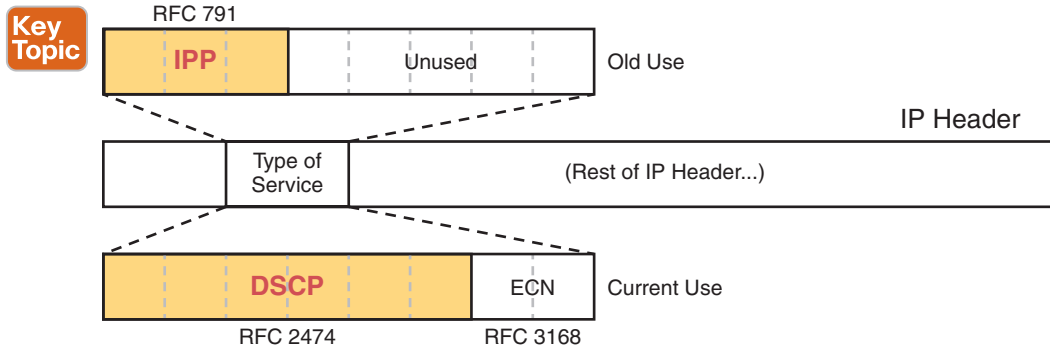 Key
Topic
RFC 791
IPP
Unused
Old Use
IP Header
Type of
Service
(Rest of IP Header...)
DSCP
ECN
Current Use
RFC 2474
RFC 3168